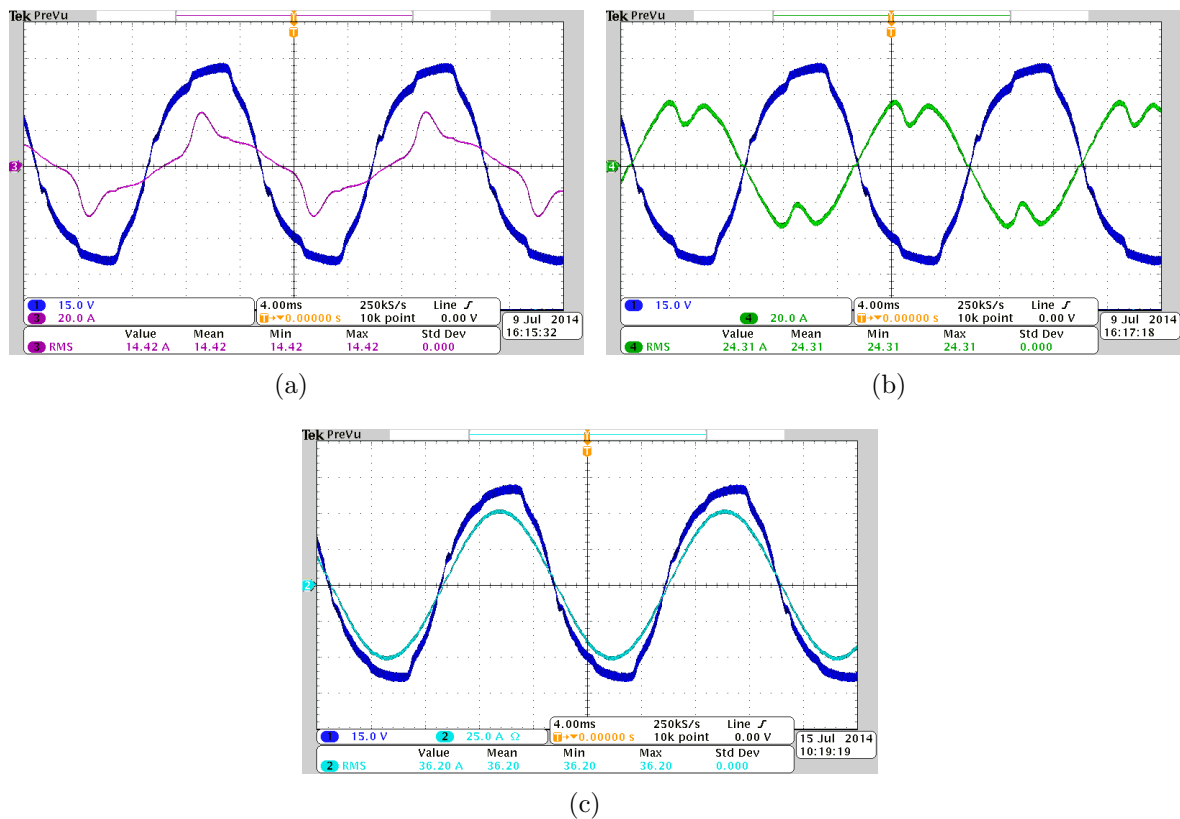 Tek PreVu
T
T
3
1 15.0 V
3 20.0 A
4.00ms 250kS/s Line
T 0.00000 s 10k point 0.00 V
Value Mean Min Max Std Dev
3 RMS 14.42 A 14.42 14.42 14.42 0.000
9 Jul 2014
16:15:32
(a)
Tek PreVu
T
T
4
1 15.0 V
4 20.0 A
4.00ms 250kS/s Line
T 0.00000 s 10k point 0.00 V
Value Mean Min Max Std Dev
4 RMS 24.31 A 24.31 24.31 24.31 0.000
9 Jul 2014
16:17:18
(b)
Tek PreVu
T
T
2
1 15.0 V 2 25.0 A Ω
4.00ms 250kS/s Line
T 0.00000 s 10k point 0.00 V
Value Mean Min Max Std Dev
2 RMS 36.20 A 36.20 36.20 36.20 0.000
15 Jul 2014
10:19:19
(c)